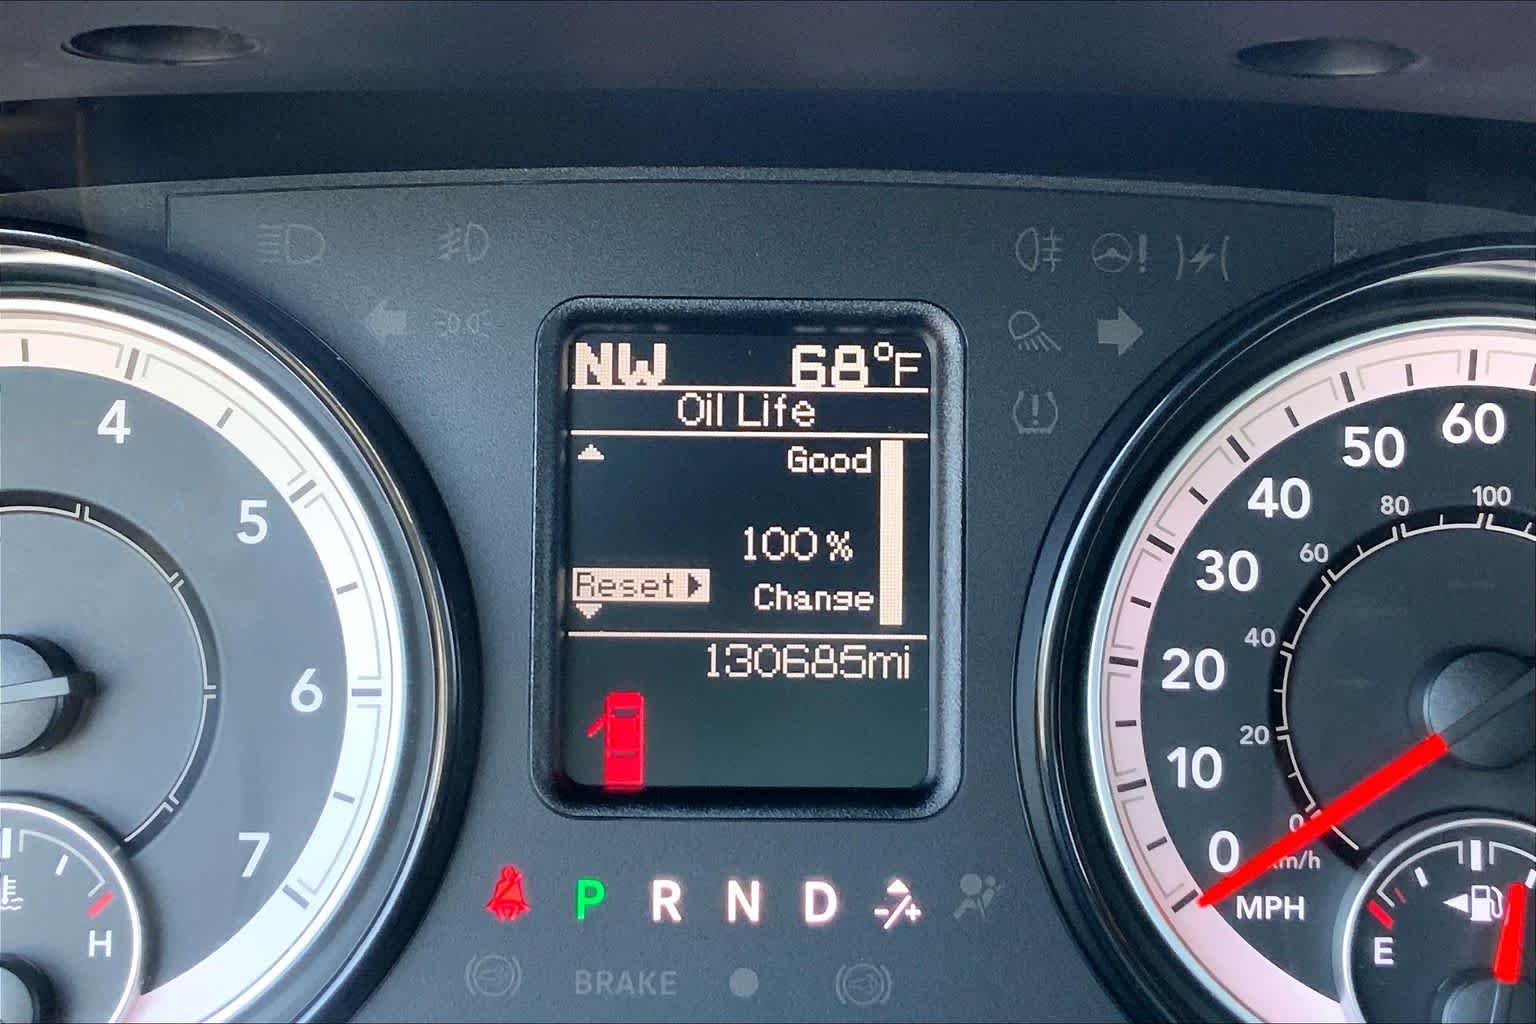 NW 68°F
Oil Life
Good
100%
Reset
Change
130685mi
4
5
6
7
H
60
50
40
30
20
10
0
MPH
100
80
60
40
20
0
km/h
E
P R N D -/+
BRAKE